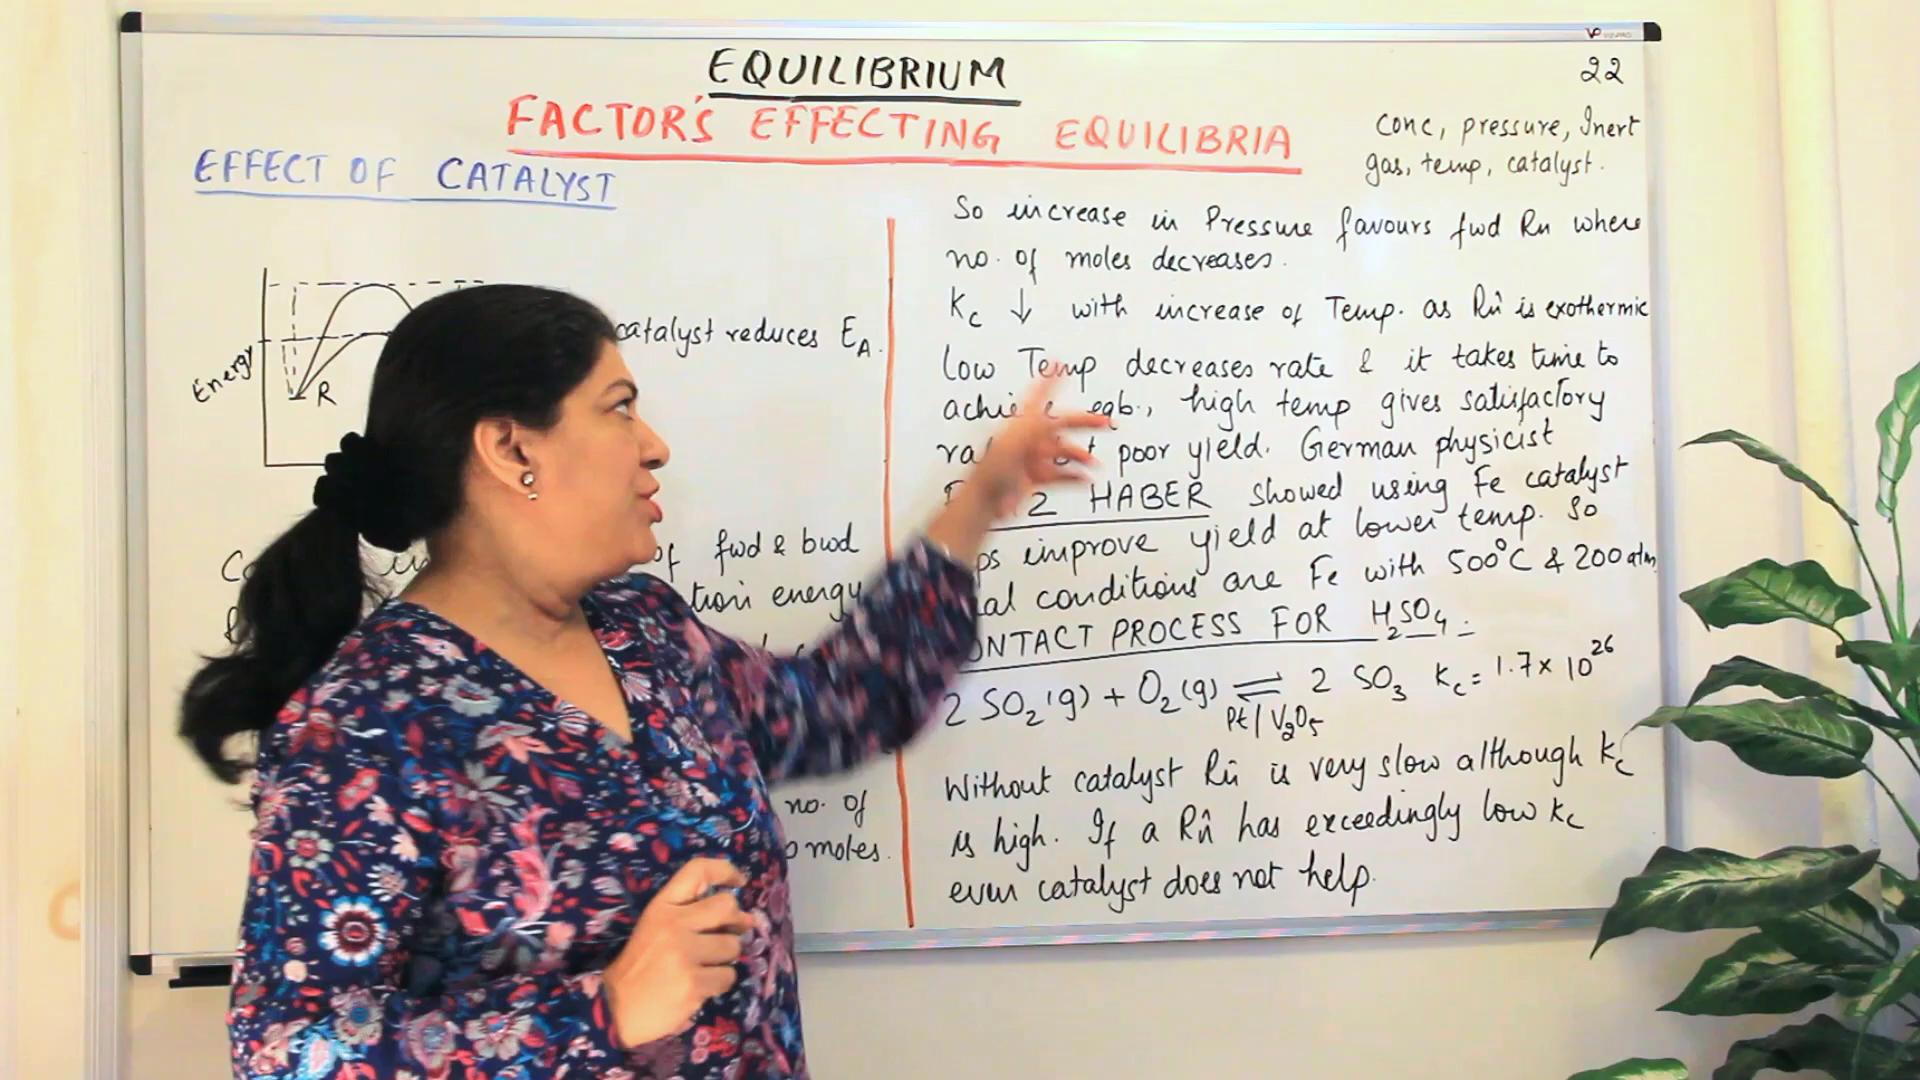 EQUILIBRIUM
22
FACTOR'S EFFECTING EQUILIBRIA
conc, pressure, Inert
gas, temp, catalyst.
EFFECT OF CATALYST
Energy
R
catalyst reduces EA.
of fwd & bwd
energy
no. of
moles.
So increase in Pressure favours fwd Rn where
no. of moles decreases.
Kc ↓ with increase of Temp. as Rn̂ is exothermic
Low Temp decreases rate & it takes time to
eqb., high temp gives satisfactory
poor yield. German physicist
HABER showed using Fe catalyst
improve yield at lower temp. So
conditions are Fe with 500°C & 200 atm
PROCESS FOR H2SO4.
2 SO2(g) + O2(g) ⇌ 2 SO3 Kc = 1.7 × 10^26
Pt | V2O5
Without catalyst Rn̂ is very slow although Kc
is high. If a Rn̂ has exceedingly low Kc
even catalyst does not help.